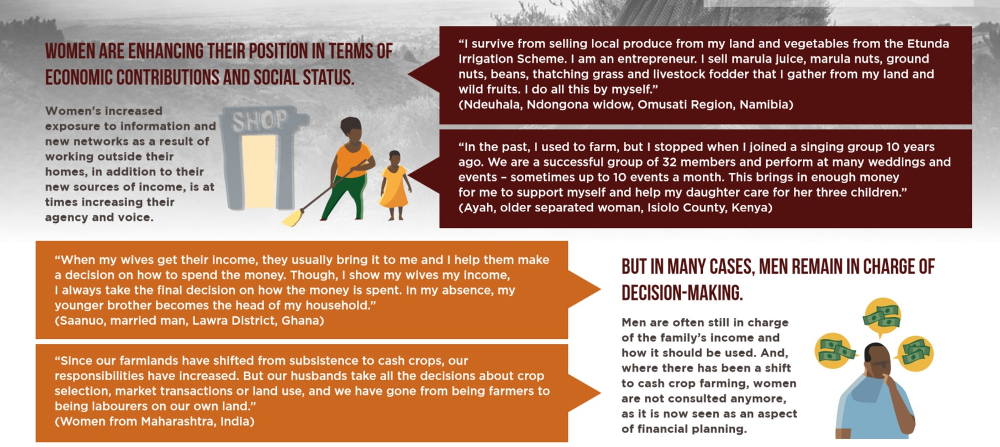 WOMEN ARE ENHANCING THEIR POSITION IN TERMS OF
ECONOMIC CONTRIBUTIONS AND SOCIAL STATUS.
Women's increased
exposure to information and
new networks as a result of
working outside their
homes, in addition to their
new sources of income, is at
times increasing their
agency and voice.
SHOP
“I survive from selling local produce from my land and vegetables from the Etunda
Irrigation Scheme. I am an entrepreneur. I sell marula juice, marula nuts, ground
nuts, beans, thatching grass and livestock fodder that I gather from my land and
wild fruits. I do all this by myself.”
(Ndeuhala, Ndongona widow, Omusati Region, Namibia)
“In the past, I used to farm, but I stopped when I joined a singing group 10 years
ago. We are a successful group of 32 members and perform at many weddings and
events – sometimes up to 10 events a month. This brings in enough money
for me to support myself and help my daughter care for her three children.”
(Ayah, older separated woman, Isiolo County, Kenya)
“When my wives get their income, they usually bring it to me and I help them make
a decision on how to spend the money. Though, I show my wives my income,
I always take the final decision on how the money is spent. In my absence, my
younger brother becomes the head of my household.”
(Saanuo, married man, Lawra District, Ghana)
“Since our farmlands have shifted from subsistence to cash crops, our
responsibilities have increased. But our husbands take all the decisions about crop
selection, market transactions or land use, and we have gone from being farmers to
being labourers on our own land.”
(Women from Maharashtra, India)
BUT IN MANY CASES, MEN REMAIN IN CHARGE OF
DECISION-MAKING.
Men are often still in charge
of the family’s income and
how it should be used. And,
where there has been a shift
to cash crop farming, women
are not consulted anymore,
as it is now seen as an aspect
of financial planning.